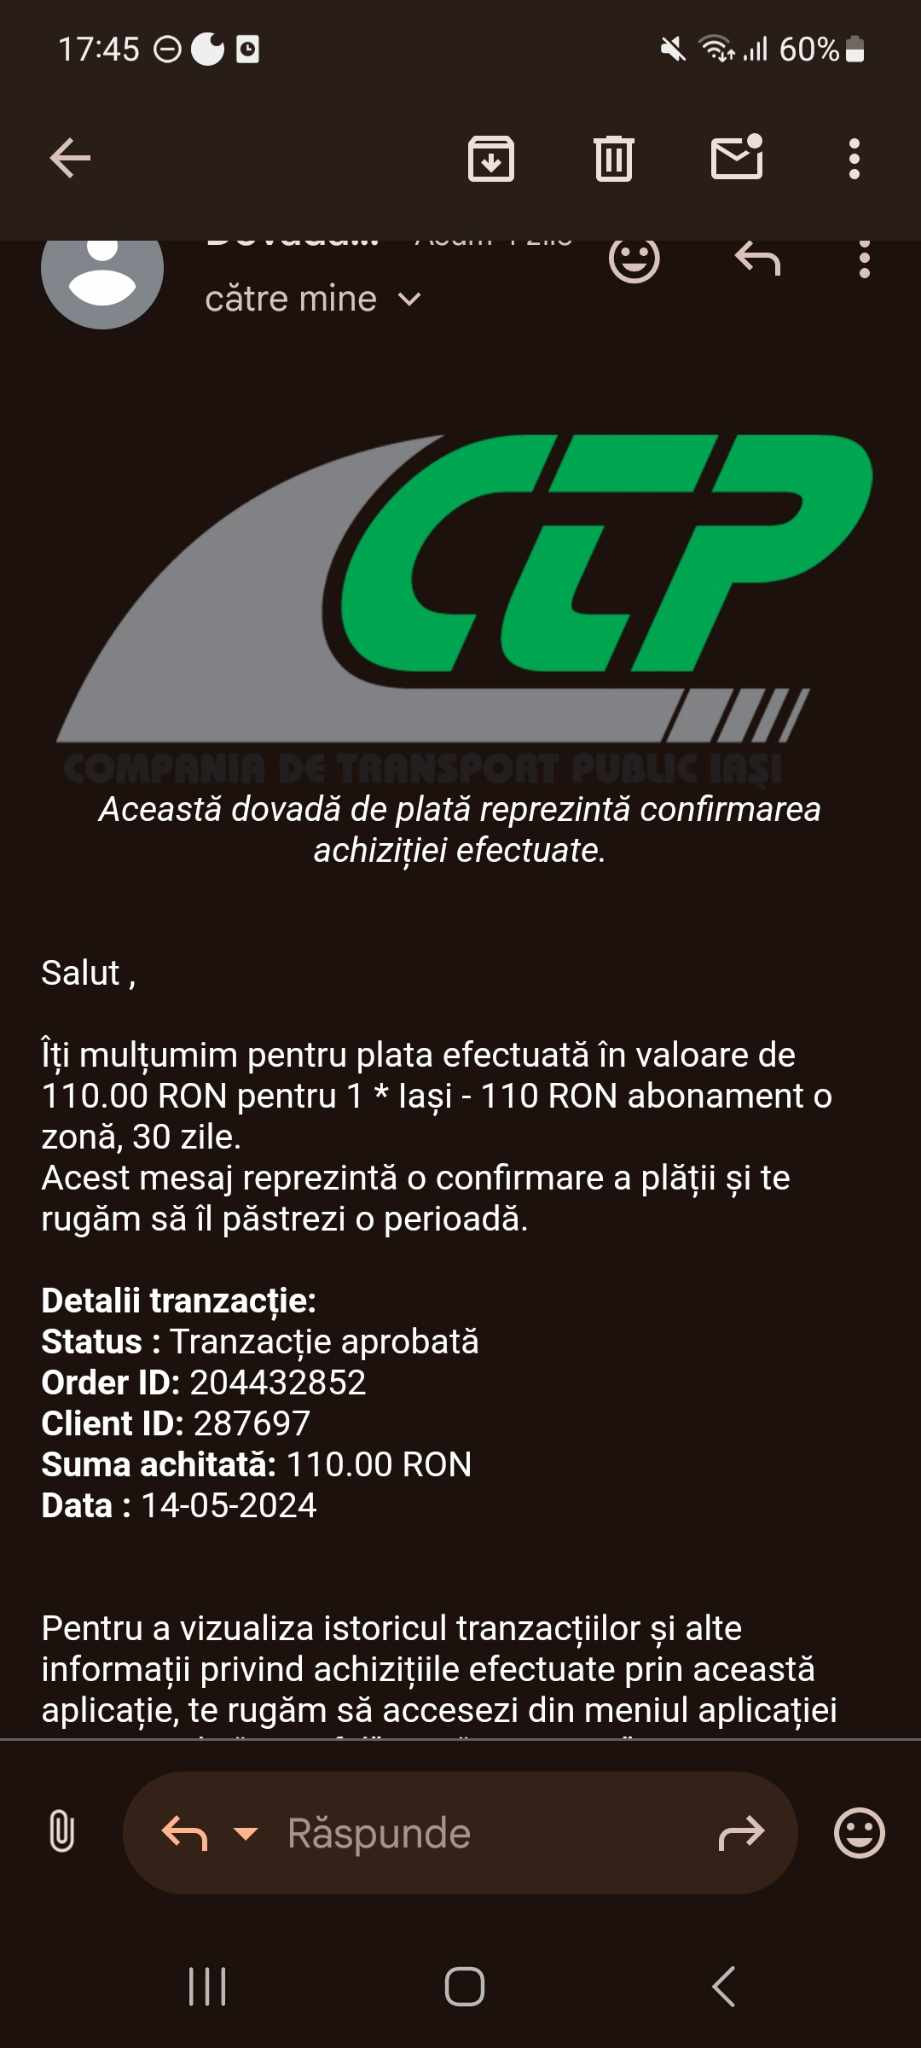 17:45
60%
către mine
CTP
COMPANIA DE TRANSPORT PUBLIC IAȘI
Această dovadă de plată reprezintă confirmarea
achiziției efectuate.
Salut ,
Îți mulțumim pentru plata efectuată în valoare de
110.00 RON pentru 1 * Iași - 110 RON abonament o
zonă, 30 zile.
Acest mesaj reprezintă o confirmare a plății și te
rugăm să îl păstrezi o perioadă.
Detalii tranzacție:
Status : Tranzacție aprobată
Order ID: 204432852
Client ID: 287697
Suma achitată: 110.00 RON
Data : 14-05-2024
Pentru a vizualiza istoricul tranzacțiilor și alte
informații privind achizițiile efectuate prin această
aplicație, te rugăm să accesezi din meniul aplicației
Răspunde